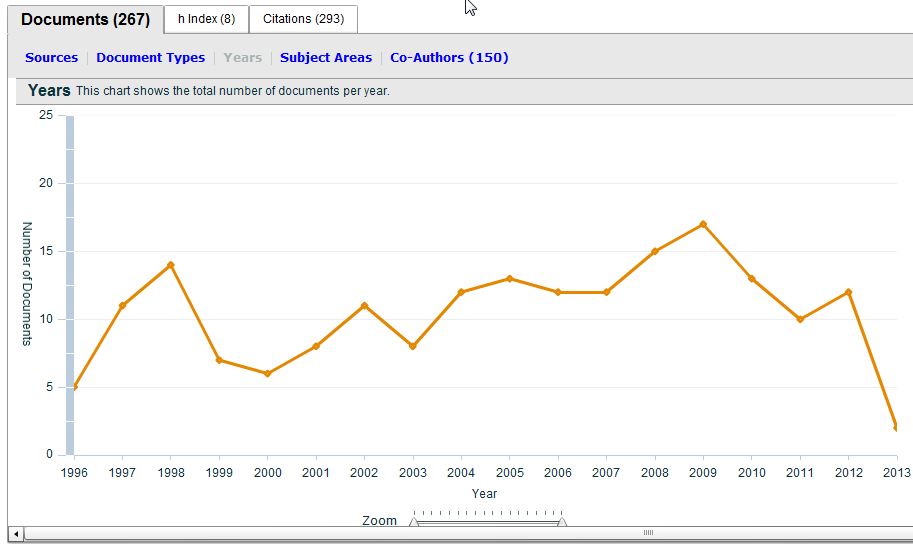 Documents (267) h Index (8) Citations (293)
Sources Document Types Years Subject Areas Co-Authors (150)
Years This chart shows the total number of documents per year.
25
20
15
10
5
0
Number of Documents
1996 1997 1998 1999 2000 2001 2002 2003 2004 2005 2006 2007 2008 2009 2010 2011 2012 2013
Year
Zoom